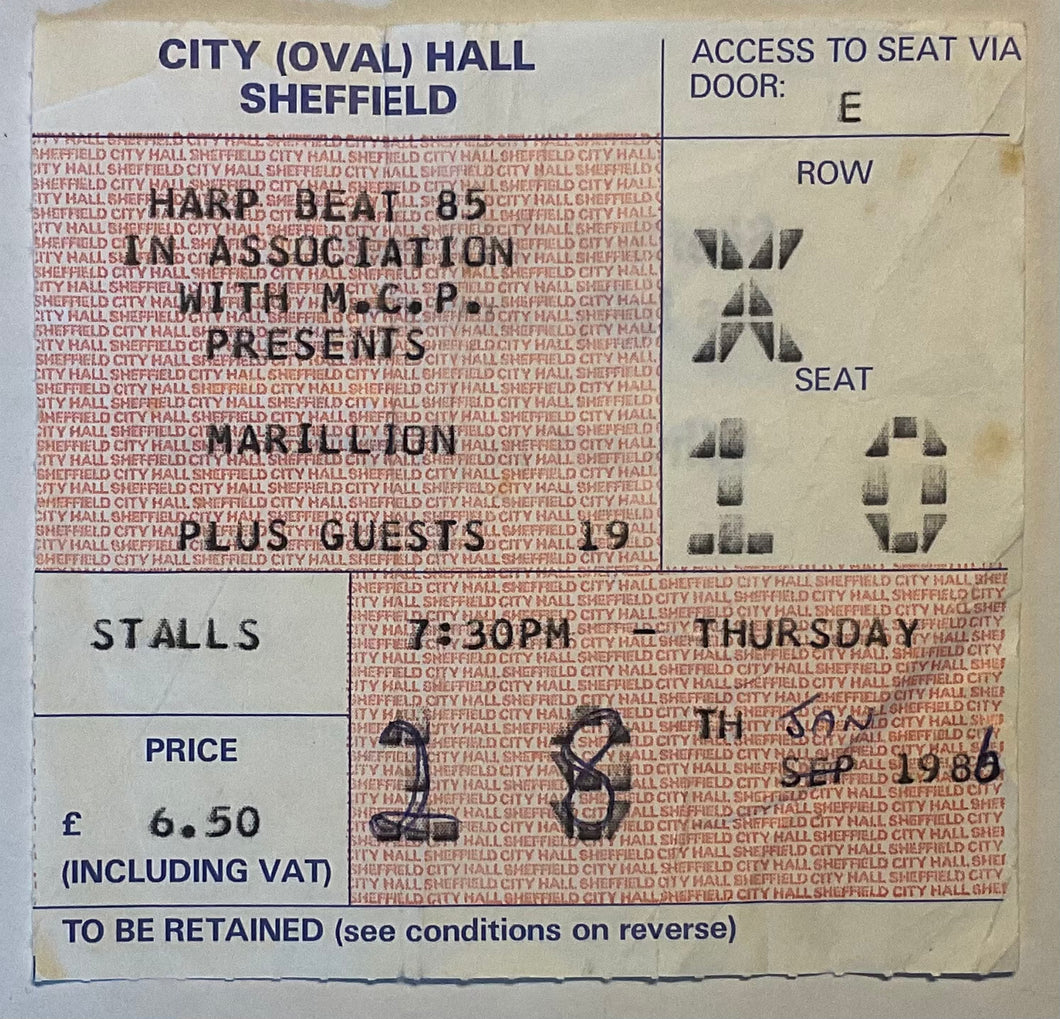 CITY (OVAL) HALL
SHEFFIELD
ACCESS TO SEAT VIA
DOOR:
E
HARP BEAT 85
IN ASSOCIATION
WITH M.C.P.
PRESENTS
MARILLION
PLUS GUESTS 19
ROW
X
SEAT
10
STALLS
7:30PM - THURSDAY
28 TH JAN
SEP 1986
PRICE
£ 6.50
(INCLUDING VAT)
TO BE RETAINED (see conditions on reverse)